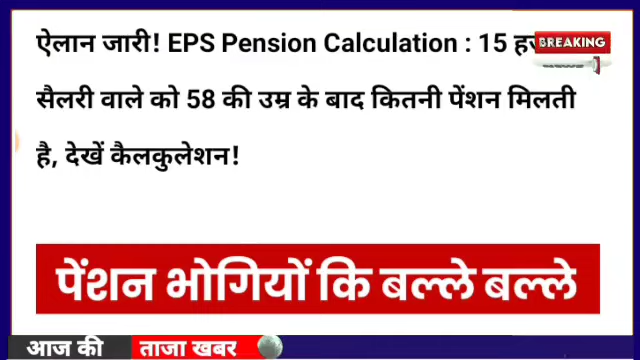 ऐलान जारी! EPS Pension Calculation : 15
BREAKING
सैलरी वाले को 58 की उम्र के बाद कितनी पेंशन मिलती
है, देखें कैलकुलेशन!
पेंशन भोगियों कि बल्ले बल्ले
आज की ताजा खबर